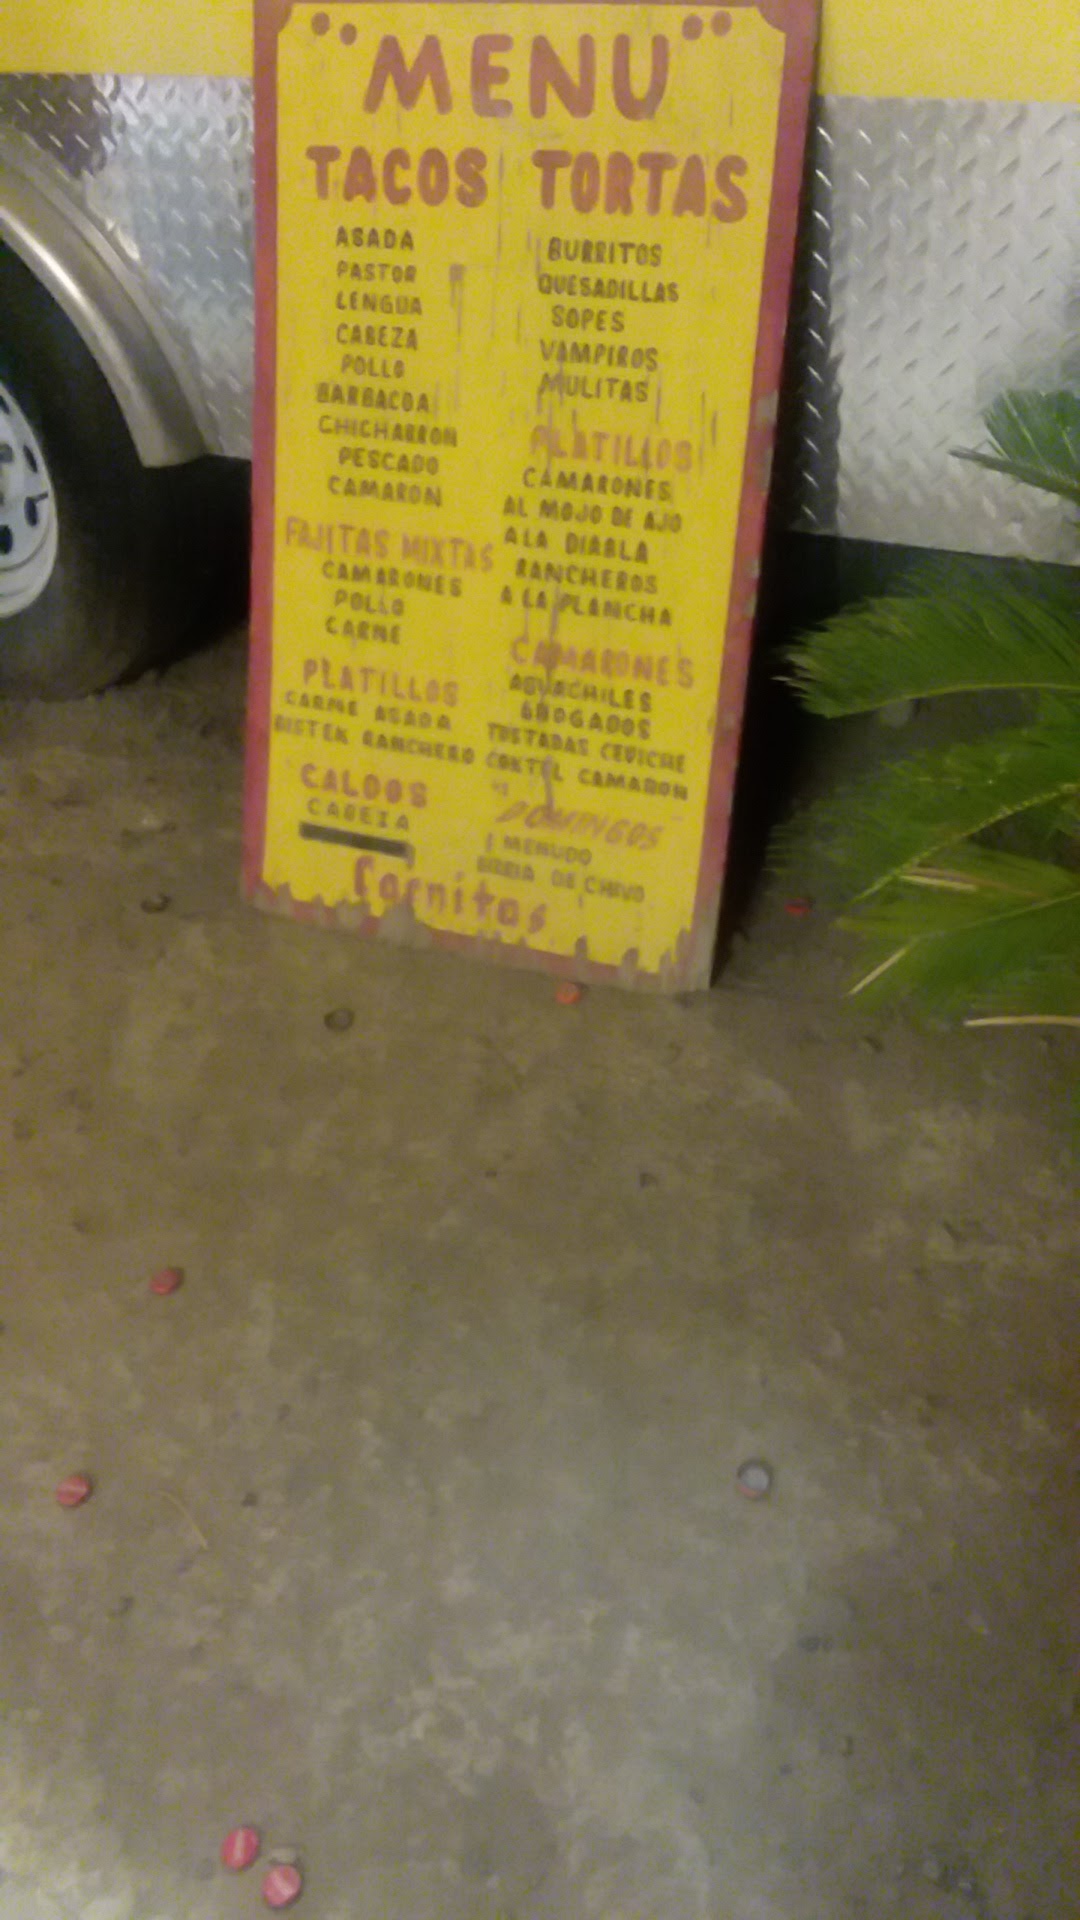 MENU
TACOS
ASADA
PASTOR
LENGUA
CABEZA
POLLO
BARBACOA
CHICHARRON
PESCADO
CAMARON
FAJITAS MIXTAS
CAMARONES
POLLO
CARNE
PLATILLOS
CARNE ASADA
BISTEK RANCHERO
CALDOS
CABEZA
TORTAS
BURRITOS
QUESADILLAS
SOPES
VAMPIROS
MULITAS
PLATILLOS
CAMARONES
AL MOJO DE AJO
A LA DIABLA
RANCHEROS
A LA PLANCHA
CAMARONES
AGUACHILES
AHOGADOS
TOSTADAS CEVICHE
COKTEL CAMARON
DOMINGOS
MENUDO
BIRRIA DE CHIVO
Carnitas